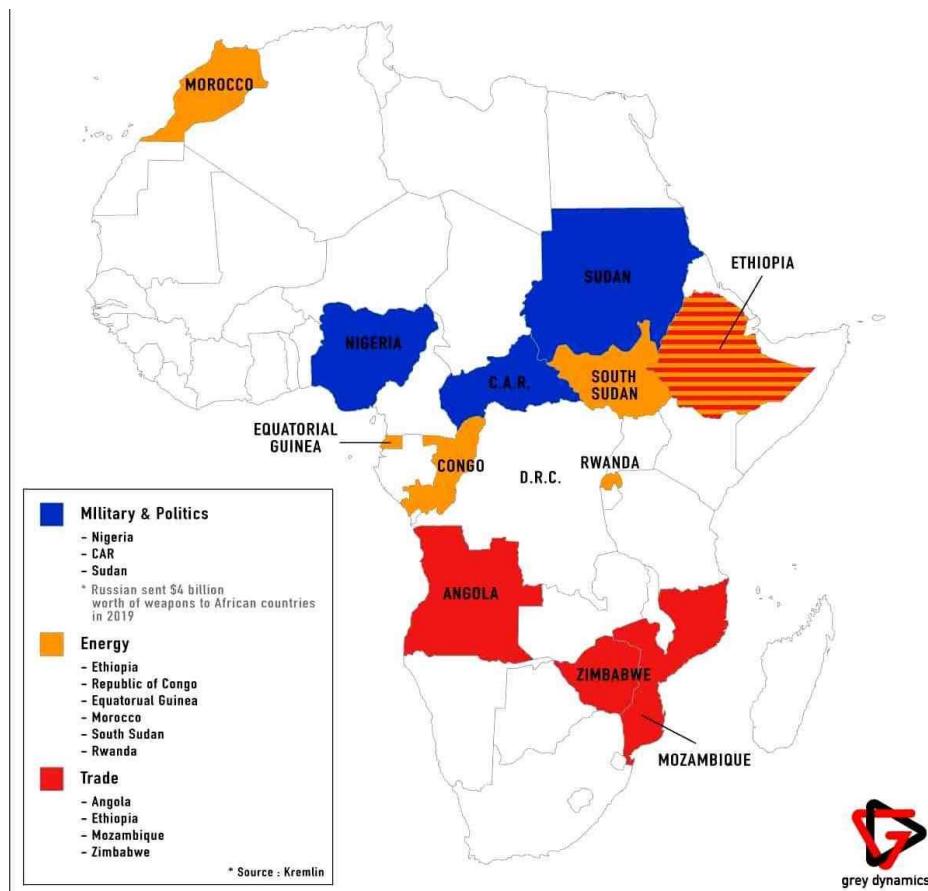 MOROCCO
ETHIOPIA
SUDAN
NIGERIA
C.A.R.
SOUTH
SUDAN
EQUATORIAL
GUINEA
CONGO
D.R.C.
RWANDA
ANGOLA
ZIMBABWE
MOZAMBIQUE
MIlitary & Politics
- Nigeria
- CAR
- Sudan
* Russian sent $4 billion
worth of weapons to African countries
in 2019
Energy
- Ethiopia
- Republic of Congo
- Equatorual Guinea
- Morocco
- South Sudan
- Rwanda
Trade
- Angola
- Ethiopia
- Mozambique
- Zimbabwe
* Source : Kremlin
grey dynamics